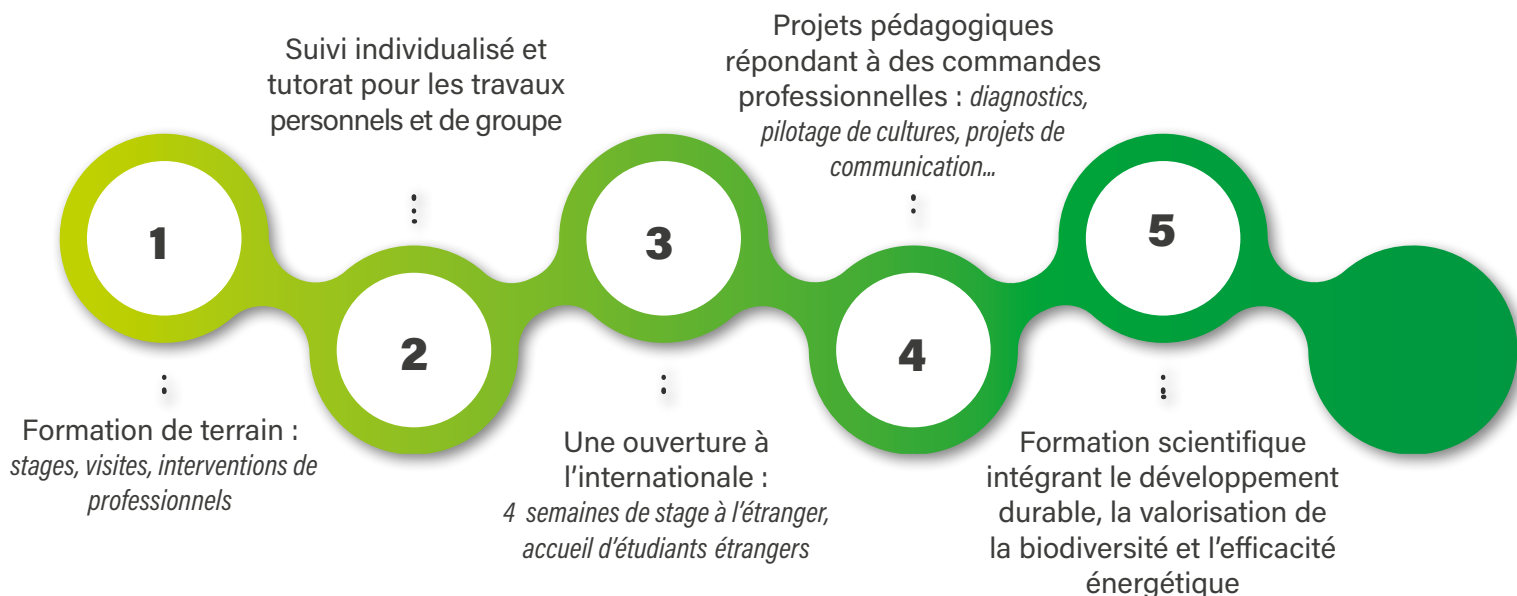 1
Formation de terrain :
stages, visites, interventions de
professionnels
Suivi individualisé et
tutorat pour les travaux
personnels et de groupe
2
3
Une ouverture à
l’internationale :
4 semaines de stage à l’étranger,
accueil d’étudiants étrangers
Projets pédagogiques
répondant à des commandes
professionnelles : diagnostics,
pilotage de cultures, projets de
communication...
4
5
Formation scientifique
intégrant le développement
durable, la valorisation de
la biodiversité et l’efficacité
énergétique